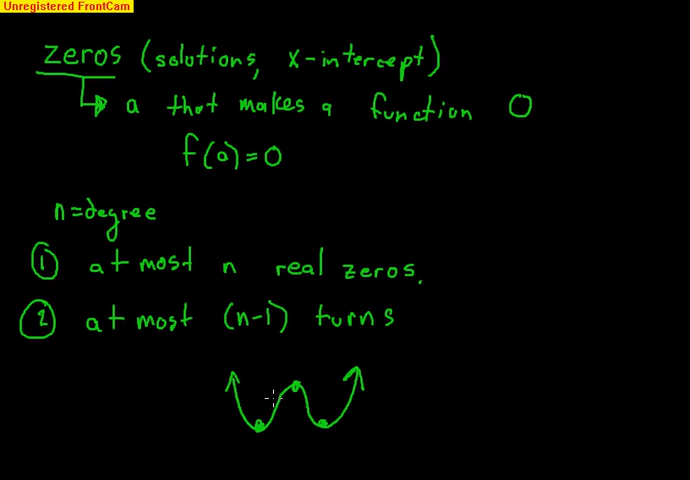 Unregistered FrontCam
zeros (solutions, x-intercept)
a that makes a function 0
f(a)=0
n=degree
① at most n real zeros.
② at most (n-1) turns